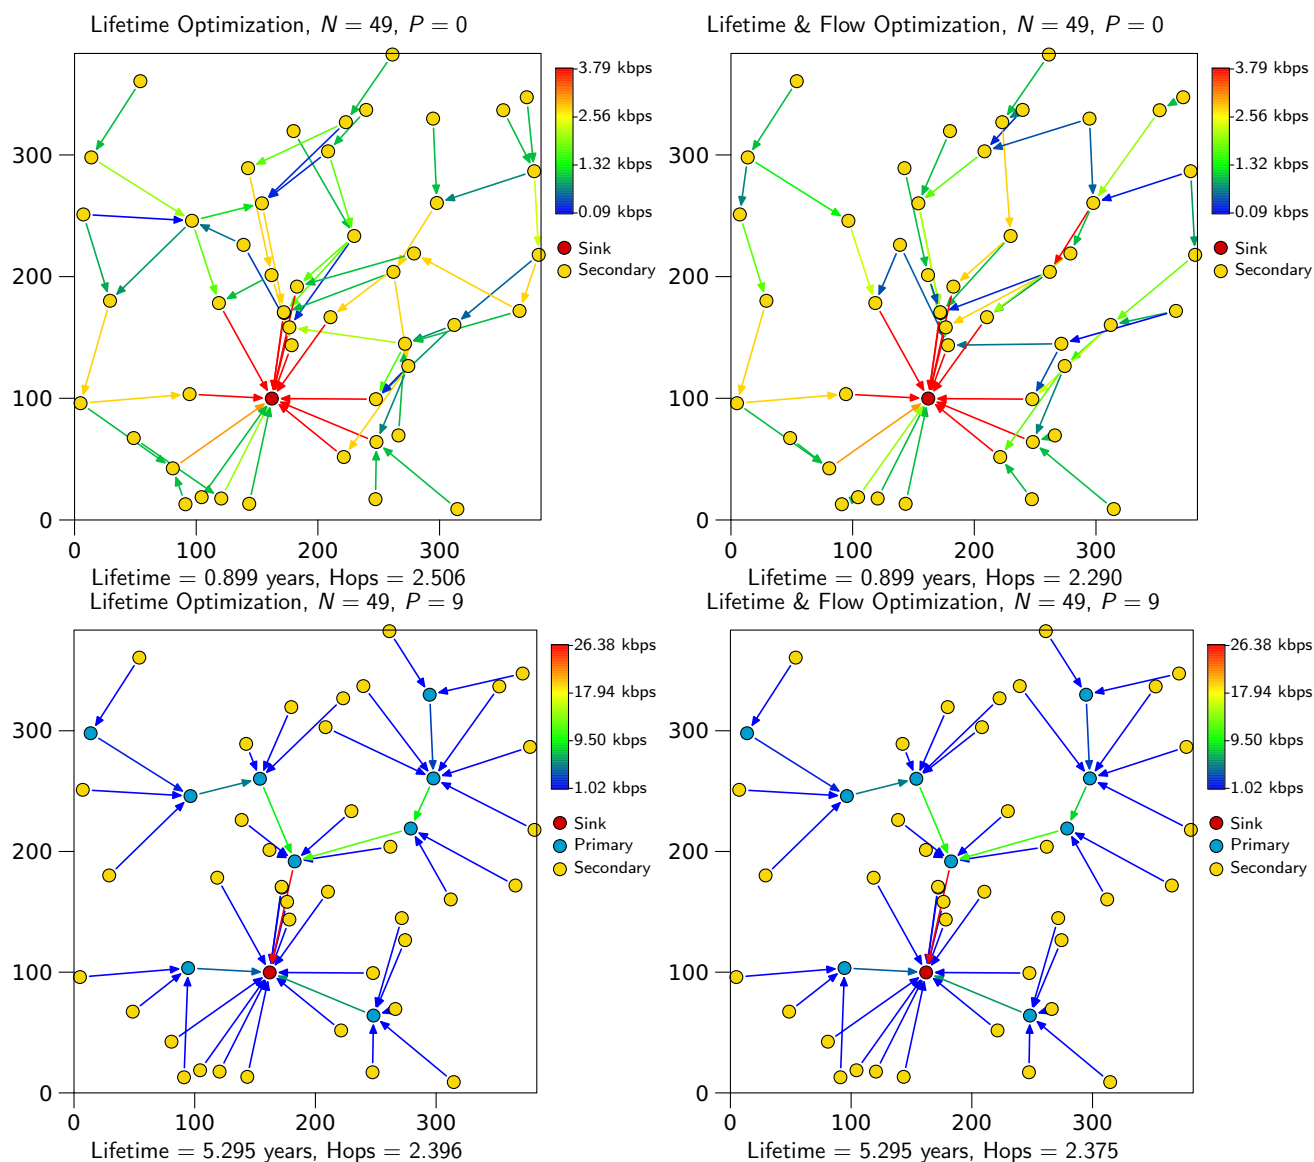 Lifetime Optimization, N = 49, P = 0
3.79 kbps
2.56 kbps
1.32 kbps
0.09 kbps
Sink
Secondary
300
200
100
0
0 100 200 300
Lifetime = 0.899 years, Hops = 2.506
Lifetime & Flow Optimization, N = 49, P = 0
3.79 kbps
2.56 kbps
1.32 kbps
0.09 kbps
Sink
Secondary
300
200
100
0
0 100 200 300
Lifetime = 0.899 years, Hops = 2.290
Lifetime Optimization, N = 49, P = 9
26.38 kbps
17.94 kbps
9.50 kbps
1.02 kbps
Sink
Primary
Secondary
300
200
100
0
0 100 200 300
Lifetime = 5.295 years, Hops = 2.396
Lifetime & Flow Optimization, N = 49, P = 9
26.38 kbps
17.94 kbps
9.50 kbps
1.02 kbps
Sink
Primary
Secondary
300
200
100
0
0 100 200 300
Lifetime = 5.295 years, Hops = 2.375